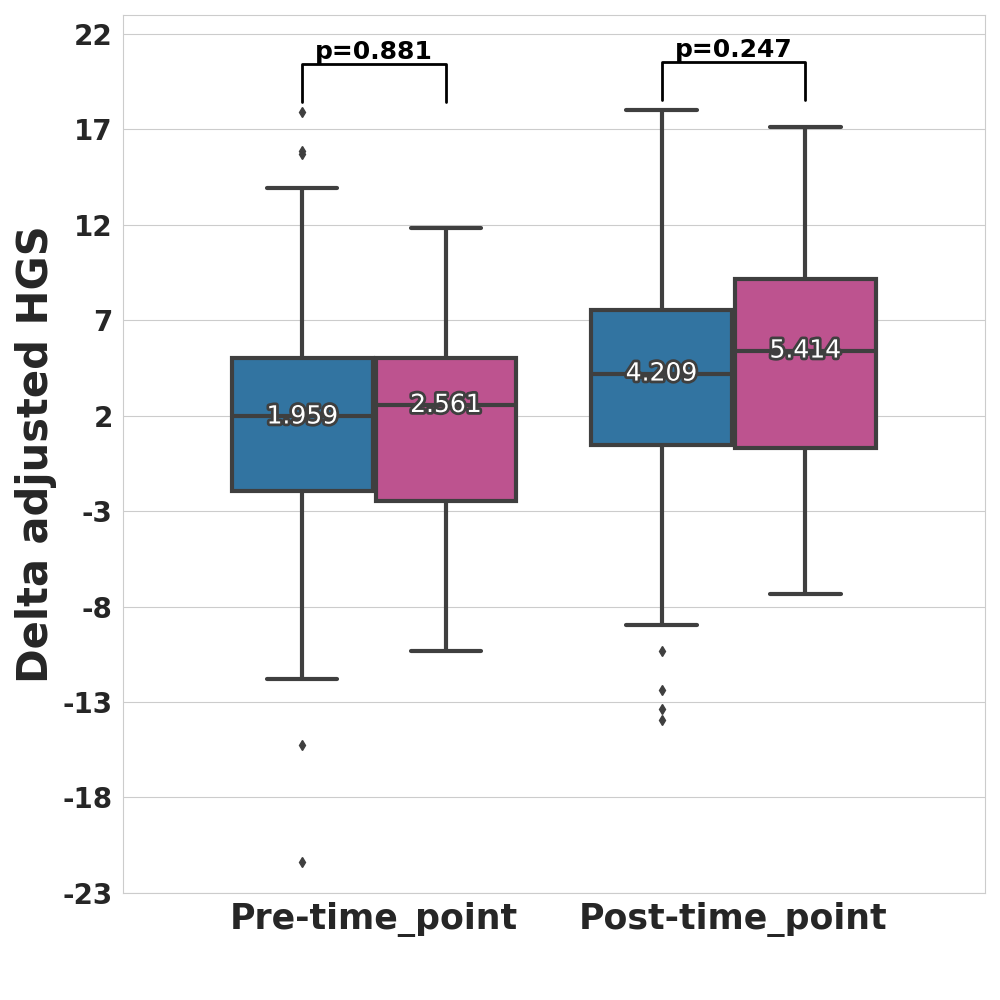 Delta adjusted HGS
22
17
12
7
2
-3
-8
-13
-18
-23
p=0.881
p=0.247
1.959
2.561
4.209
5.414
Pre-time_point
Post-time_point